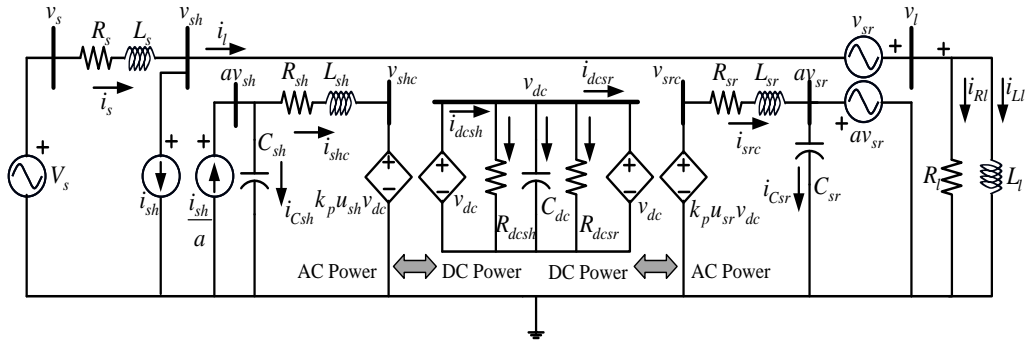 v_s
R_s
L_s
v_sh
i_l
v_sr
v_l
i_s
av_sh
R_sh
L_sh
v_shc
v_dc
i_dcsr
v_src
R_sr
L_sr
av_sr
i_Rl
i_Ll
i_dcsh
i_shc
i_src
av_sr
C_sh
C_sr
V_s
i_sh
i_sh/a
i_Csh
k_p u_sh v_dc
v_dc
R_dcsh
C_dc
R_dcsr
v_dc
k_p u_sr v_dc
i_Csr
R_l
L_l
AC Power
DC Power
DC Power
AC Power